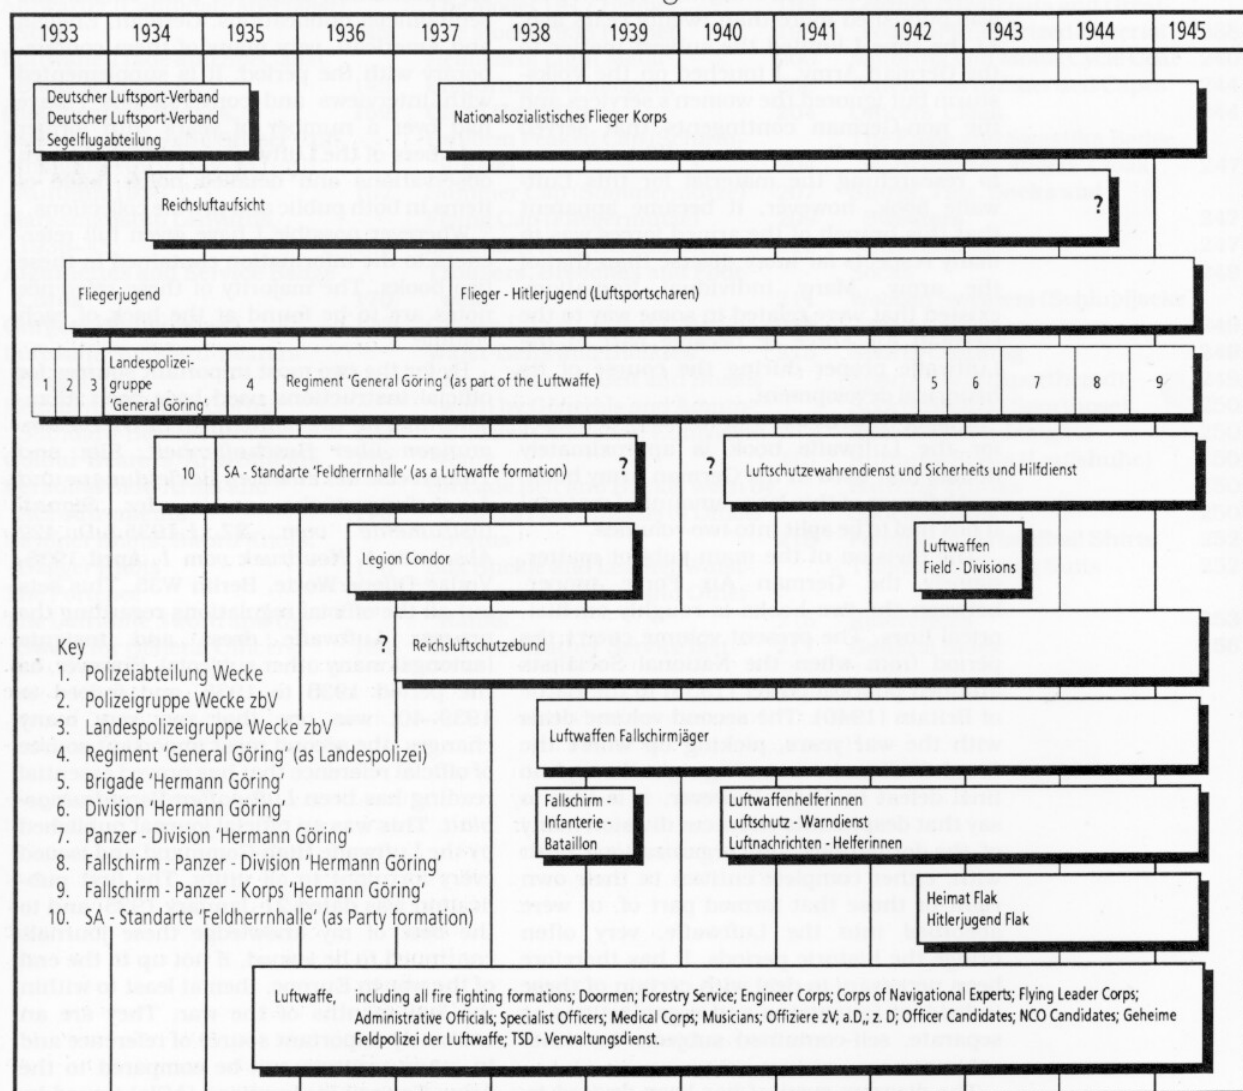 1933 1934 1935 1936 1937 1938 1939 1940 1941 1942 1943 1944 1945
Deutscher Luftsport-Verband
Deutscher Luftsport-Verband
Segelflugabteilung
Nationalsozialistisches Flieger Korps
Reichsluftaufsicht ?
Fliegerjugend Flieger - Hitlerjugend (Luftsportscharen)
1 2 3
Landespolizei-
gruppe
'General Göring'
4 Regiment 'General Göring' (as part of the Luftwaffe) 5 6 7 8 9
10 SA - Standarte 'Feldherrnhalle' (as a Luftwaffe formation) ?
? Luftschutzewahrendienst und Sicherheits und Hilfdienst
Legion Condor
Luftwaffen
Field - Divisions
? Reichsluftschutzebund
Luftwaffen Fallschirmjäger
Fallschirm -
Infanterie -
Bataillon
Luftwaffenhelferinnen
Luftschutz - Warndienst
Luftnachrichten - Helferinnen
Heimat Flak
Hitlerjugend Flak
Key
1. Polizeiabteilung Wecke
2. Polizeigruppe Wecke zbV
3. Landespolizeigruppe Wecke zbV
4. Regiment 'General Göring' (as Landespolizei)
5. Brigade 'Hermann Göring'
6. Division 'Hermann Göring'
7. Panzer - Division 'Hermann Göring'
8. Fallschirm - Panzer - Division 'Hermann Göring'
9. Fallschirm - Panzer - Korps 'Hermann Göring'
10. SA - Standarte 'Feldherrnhalle' (as Party formation)
Luftwaffe, including all fire fighting formations; Doormen; Forestry Service; Engineer Corps; Corps of Navigational Experts; Flying Leader Corps;
Administrative Officials; Specialist Officers; Medical Corps; Musicians; Offiziere zV; a.D,; z. D; Officer Candidates; NCO Candidates; Geheime
Feldpolizei der Luftwaffe; TSD - Verwaltungsdienst.